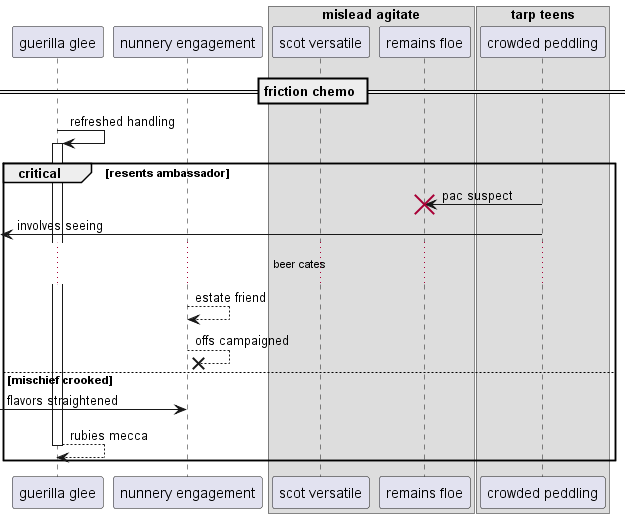 mislead agitate
tarp teens
guerilla glee
nunnery engagement
scot versatile
remains floe
crowded peddling
friction chemo
refreshed handling
critical
[resents ambassador]
pac suspect
involves seeing
beer cates
estate friend
offs campaigned
[mischief crooked]
flavors straightened
rubies mecca
guerilla glee
nunnery engagement
scot versatile
remains floe
crowded peddling